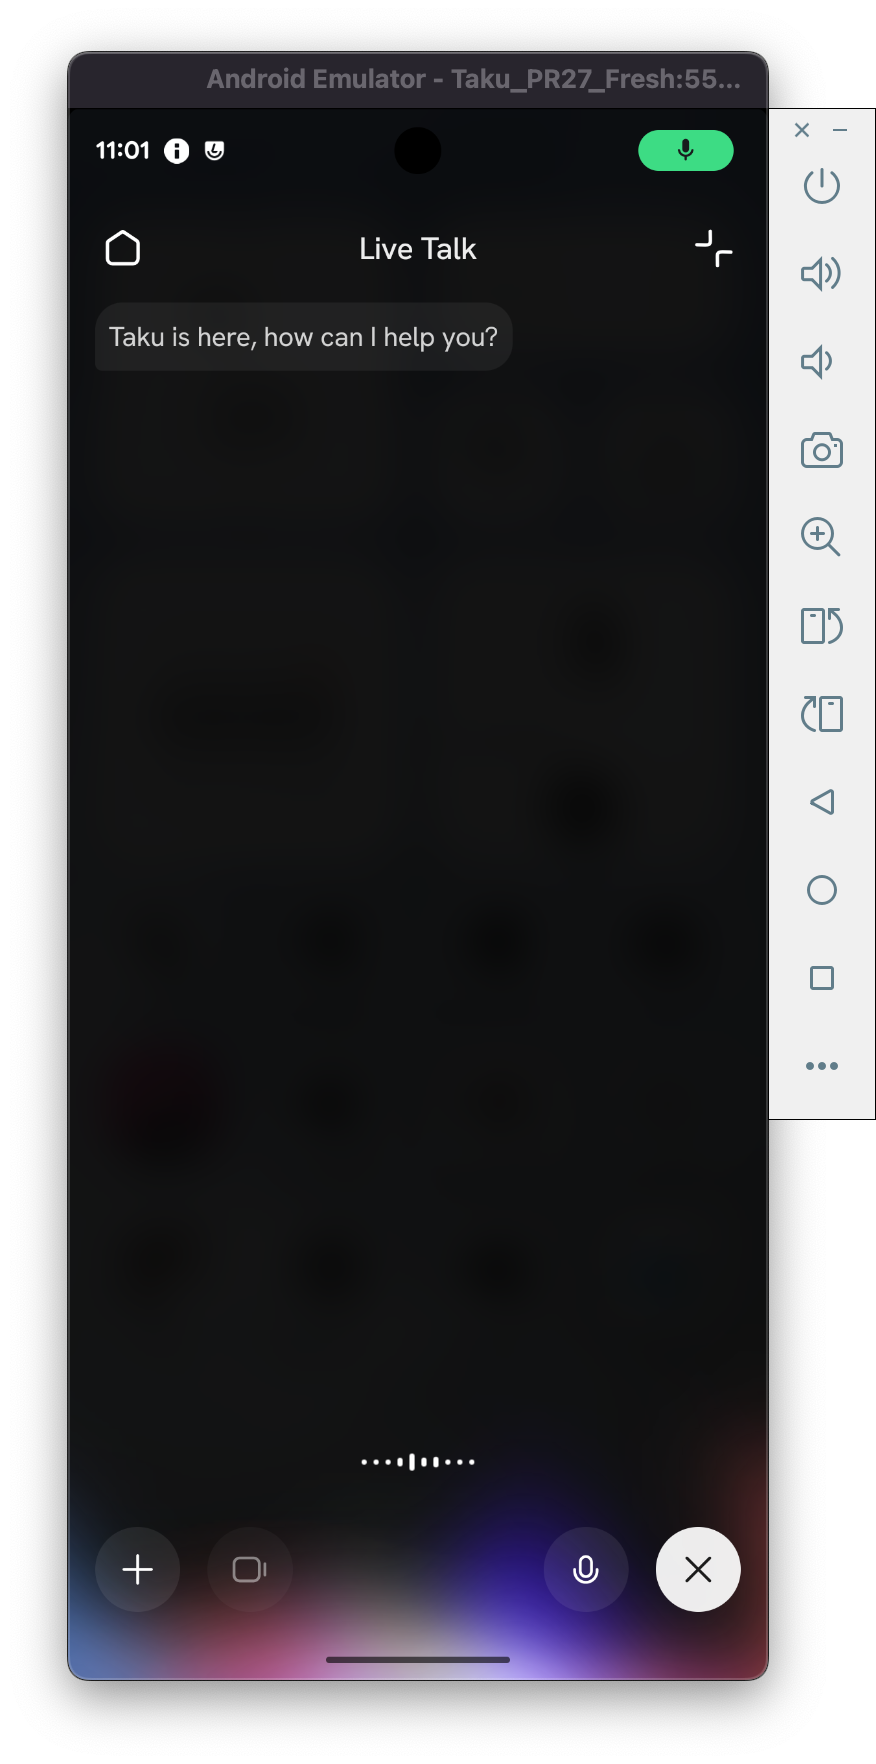 Android Emulator - Taku_PR27_Fresh:55...
11:01
Live Talk
Taku is here, how can I help you?